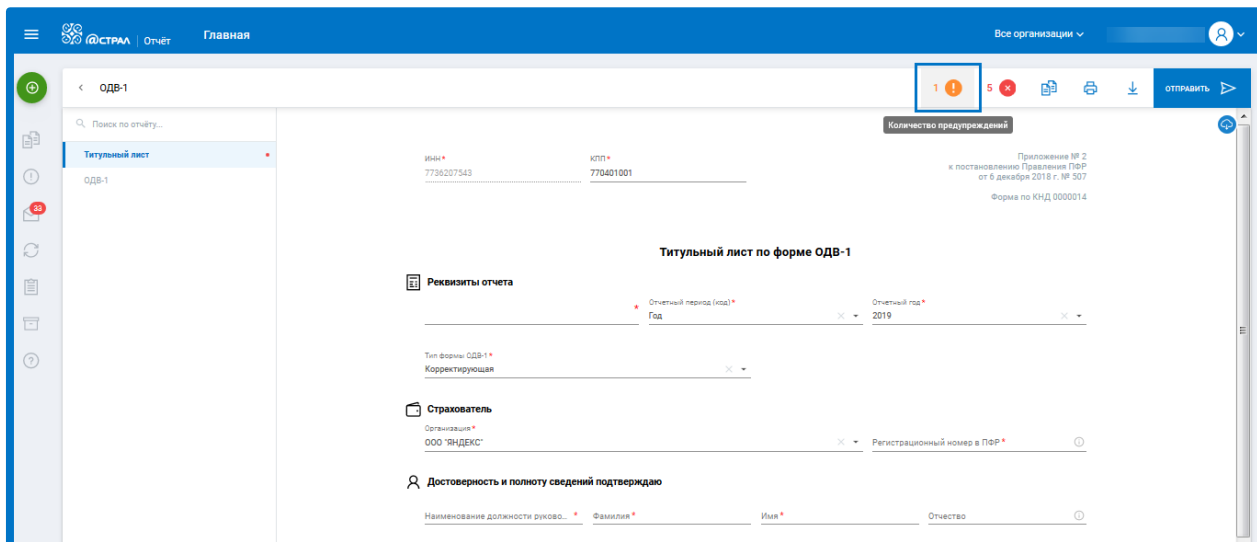 @СТРАЛ | Отчёт Главная Все организации
ОДВ-1 1 5 ОТПРАВИТЬ
Количество предупреждений
Поиск по отчёту...
Титульный лист •
ОДВ-1
33
ИНН* КПП* Приложение № 2
7736207543 770401001 к постановлению Правления ПФР
от 6 декабря 2018 г. № 507
Форма по КНД 0000014
Титульный лист по форме ОДВ-1
Реквизиты отчета
* Отчетный период (код)* Отчетный год*
Год 2019
Тип формы ОДВ-1*
Корректирующая
Страхователь
Организация*
ООО "ЯНДЕКС" Регистрационный номер в ПФР*
Достоверность и полноту сведений подтверждаю
Наименование должности руково... * Фамилия* Имя* Отчество